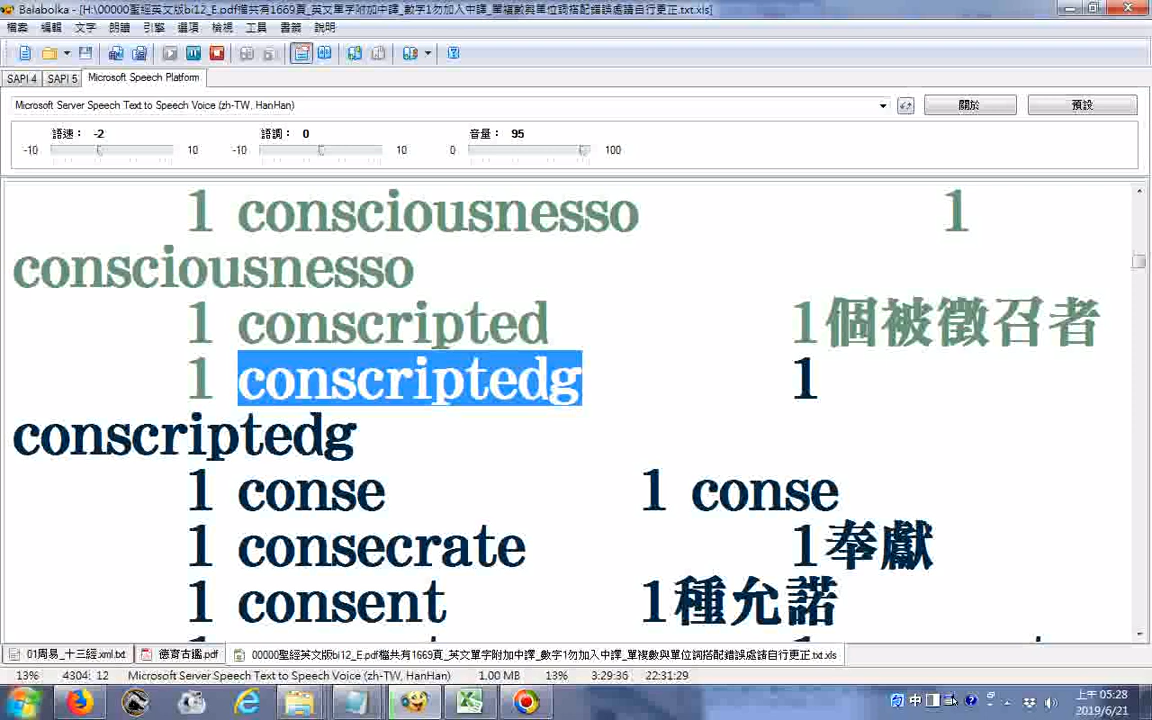 Balabolka - [H:\00000聖經英文版bi12_E.pdf檔共有1669頁_英文單字附加中譯_數字1勿加入中譯_單複數與單位詞搭配錯誤處請自行更正.txt.xls]
檔案 編輯 文字 朗讀 引擎 選項 檢視 工具 書籤 說明
SAPI 4 SAPI 5 Microsoft Speech Platform
Microsoft Server Speech Text to Speech Voice (zh-TW, HanHan) 關於 預設
語速： -2 語調： 0 音量： 95
-10 10 -10 10 0 100
1 consciousnesso 1
consciousnesso
1 conscripted 1個被徵召者
1 conscriptedg 1
conscriptedg
1 conse 1 conse
1 consecrate 1奉獻
1 consent 1種允諾
01周易_十三經.xml.txt 德育古鑑.pdf 00000聖經英文版bi12_E.pdf檔共有1669頁_英文單字附加中譯_數字1勿加入中譯_單複數與單位詞搭配錯誤處請自行更正.txt.xls
13% 4304: 12 Microsoft Server Speech Text to Speech Voice (zh-TW, HanHan) 1.00 MB 13% 3:29:36 22:31:29
中 上午 05:28
2019/6/21